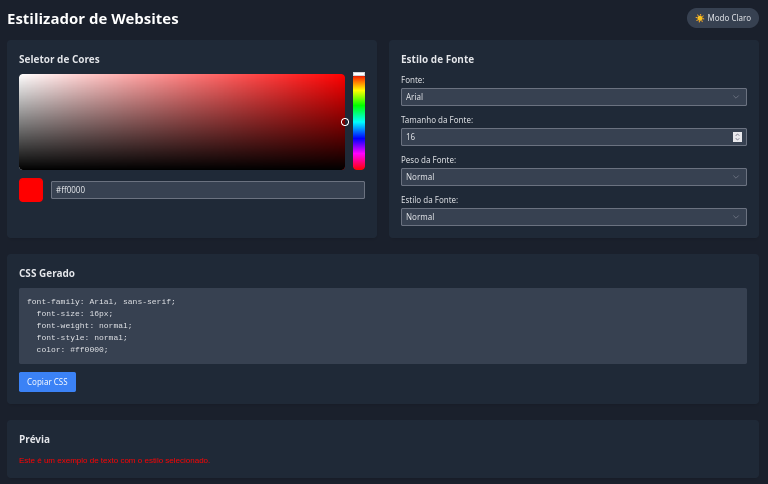 Estilizador de Websites
☀️ Modo Claro
Seletor de Cores
#ff0000
Estilo de Fonte
Fonte:
Arial
Tamanho da Fonte:
16
Peso da Fonte:
Normal
Estilo da Fonte:
Normal
CSS Gerado
font-family: Arial, sans-serif;
  font-size: 16px;
  font-weight: normal;
  font-style: normal;
  color: #ff0000;
Copiar CSS
Prévia
Este é um exemplo de texto com o estilo selecionado.